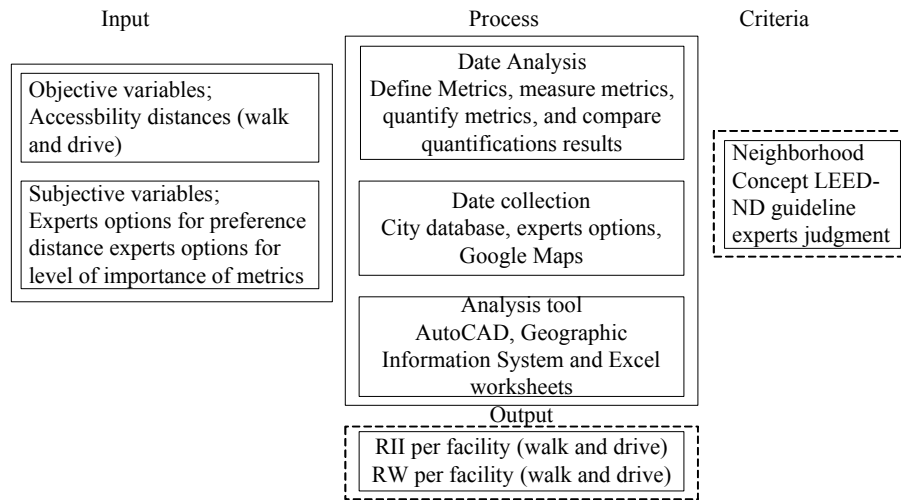 Input
Process
Criteria
Objective variables;
Accessbility distances (walk
and drive)
Subjective variables;
Experts options for preference
distance experts options for
level of importance of metrics
Date Analysis
Define Metrics, measure metrics,
quantify metrics, and compare
quantifications results
Date collection
City database, experts options,
Google Maps
Analysis tool
AutoCAD, Geographic
Information System and Excel
worksheets
Neighborhood
Concept LEED-
ND guideline
experts judgment
Output
RII per facility (walk and drive)
RW per facility (walk and drive)